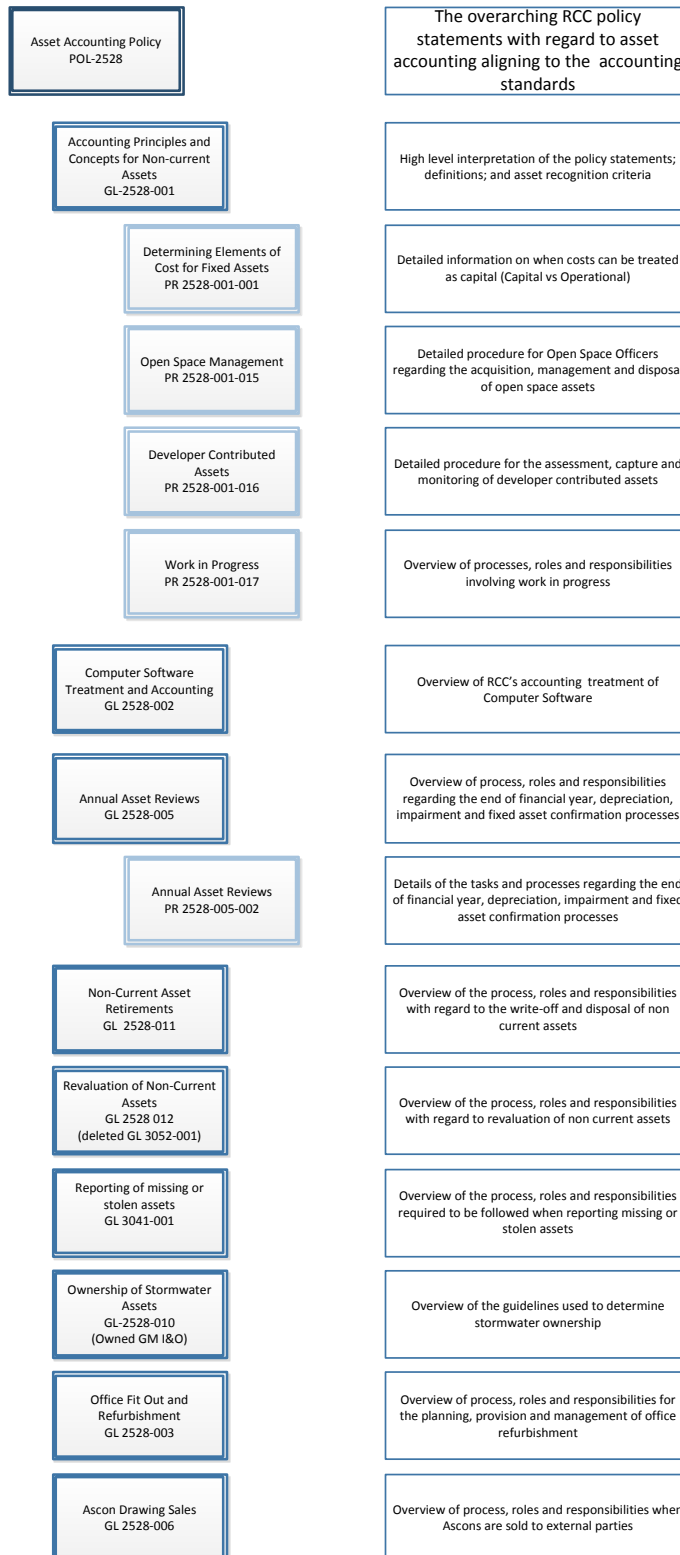 Asset Accounting Policy
POL-2528
The overarching RCC policy
statements with regard to asset
accounting aligning to the accounting
standards
Accounting Principles and
Concepts for Non-current
Assets
GL-2528-001
High level interpretation of the policy statements;
definitions; and asset recognition criteria
Determining Elements of
Cost for Fixed Assets
PR 2528-001-001
Detailed information on when costs can be treated
as capital (Capital vs Operational)
Open Space Management
PR 2528-001-015
Detailed procedure for Open Space Officers
regarding the acquisition, management and disposa
of open space assets
Developer Contributed
Assets
PR 2528-001-016
Detailed procedure for the assessment, capture and
monitoring of developer contributed assets
Work in Progress
PR 2528-001-017
Overview of processes, roles and responsibilities
involving work in progress
Computer Software
Treatment and Accounting
GL 2528-002
Overview of RCC’s accounting treatment of
Computer Software
Annual Asset Reviews
GL 2528-005
Overview of process, roles and responsibilities
regarding the end of financial year, depreciation,
impairment and fixed asset confirmation processes
Annual Asset Reviews
PR 2528-005-002
Details of the tasks and processes regarding the end
of financial year, depreciation, impairment and fixed
asset confirmation processes
Non-Current Asset
Retirements
GL 2528-011
Overview of the process, roles and responsibilities
with regard to the write-off and disposal of non
current assets
Revaluation of Non-Current
Assets
GL 2528 012
(deleted GL 3052-001)
Overview of the process, roles and responsibilities
with regard to revaluation of non current assets
Reporting of missing or
stolen assets
GL 3041-001
Overview of the process, roles and responsibilities
required to be followed when reporting missing or
stolen assets
Ownership of Stormwater
Assets
GL-2528-010
(Owned GM I&O)
Overview of the guidelines used to determine
stormwater ownership
Office Fit Out and
Refurbishment
GL 2528-003
Overview of process, roles and responsibilities for
the planning, provision and management of office
refurbishment
Ascon Drawing Sales
GL 2528-006
Overview of process, roles and responsibilities when
Ascons are sold to external parties